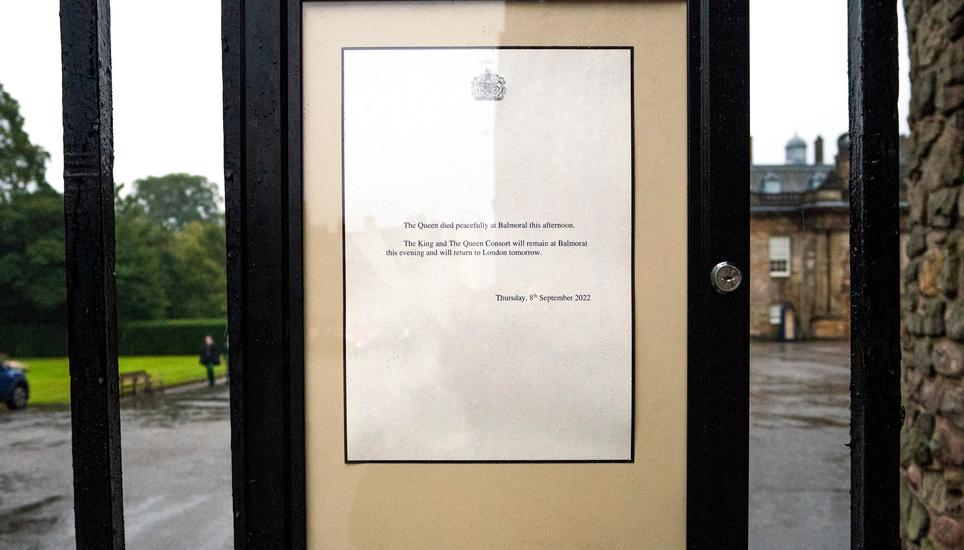 The Queen died peacefully at Balmoral this afternoon.
The King and The Queen Consort will remain at Balmoral
this evening and will return to London tomorrow.
Thursday, 8th September 2022